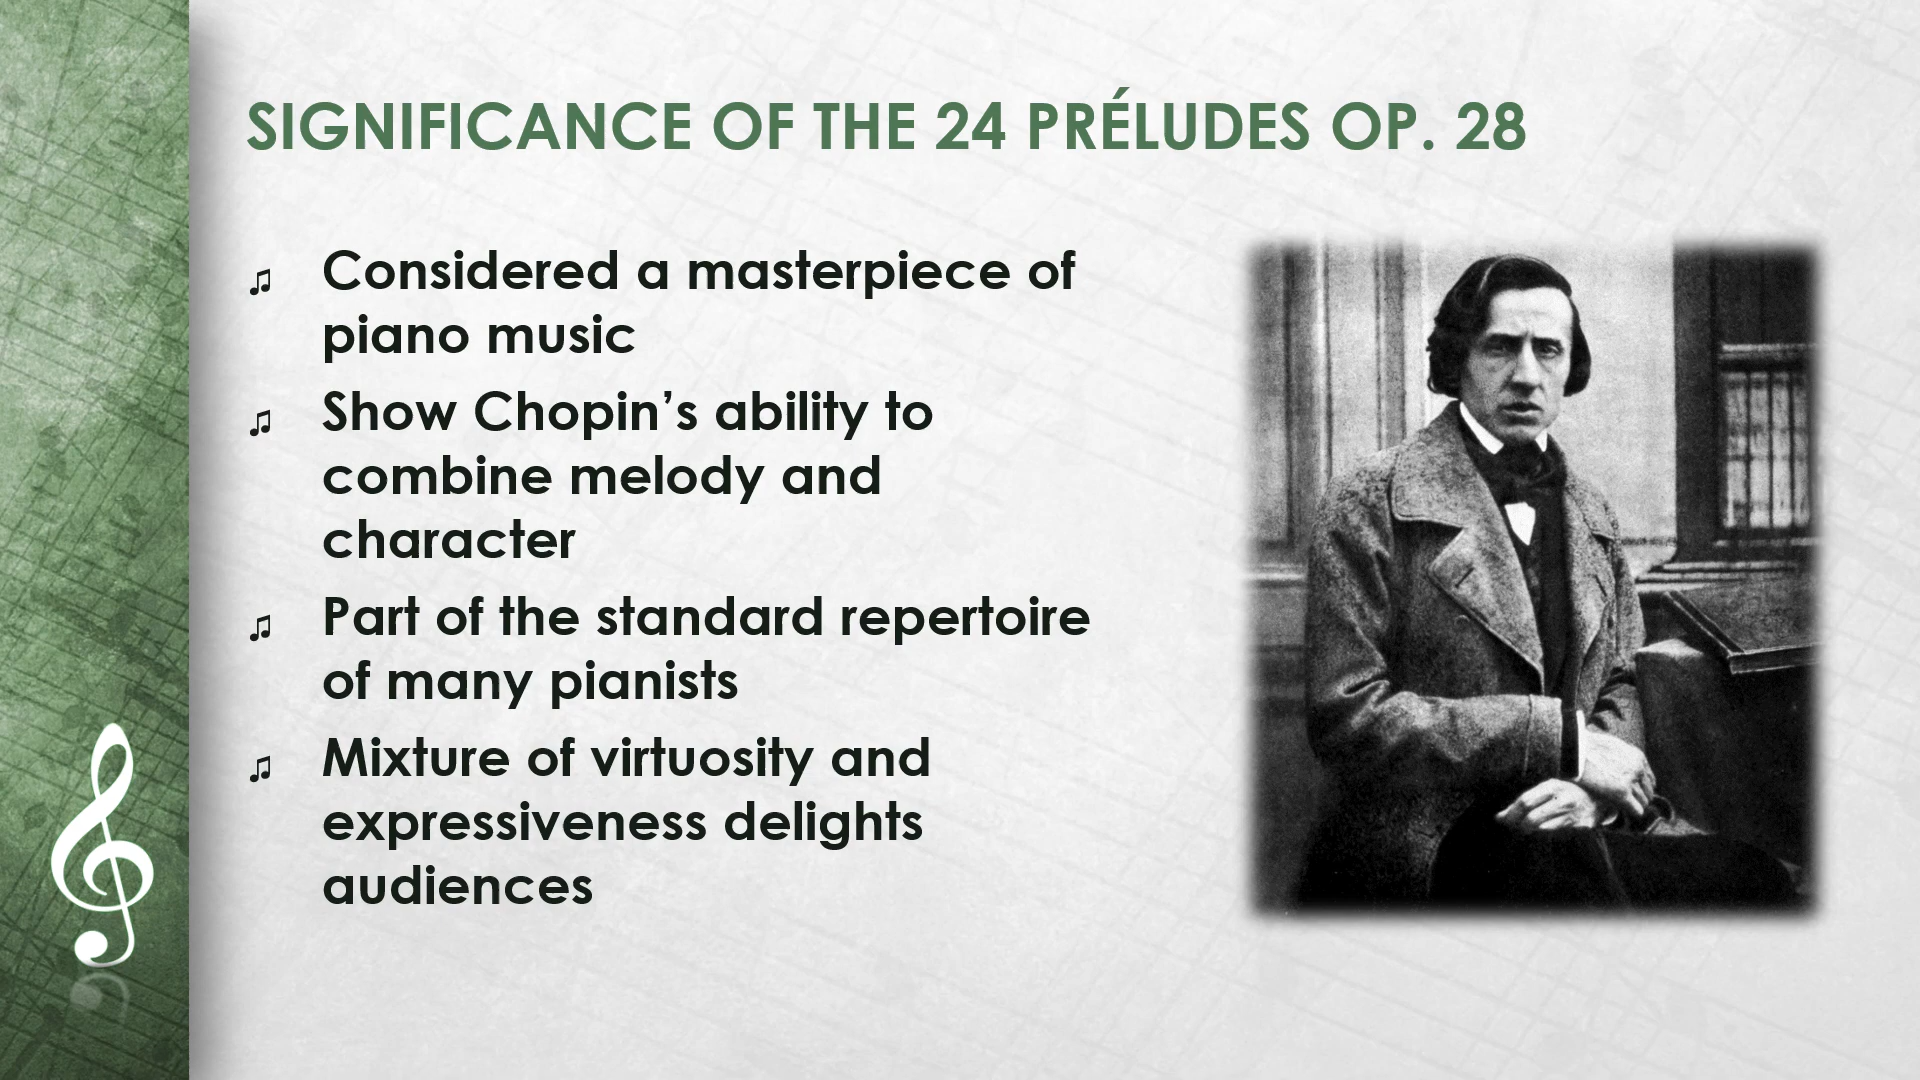 SIGNIFICANCE OF THE 24 PRÉLUDES OP. 28
♫ Considered a masterpiece of
piano music
♫ Show Chopin’s ability to
combine melody and
character
♫ Part of the standard repertoire
of many pianists
♫ Mixture of virtuosity and
expressiveness delights
audiences